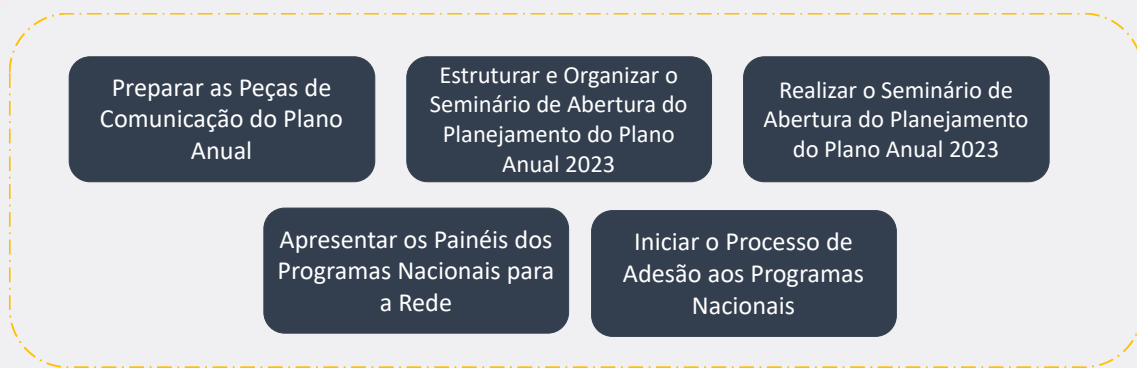 Preparar as Peças de
Comunicação do Plano
Anual
Estruturar e Organizar o
Seminário de Abertura do
Planejamento do Plano
Anual 2023
Realizar o Seminário de
Abertura do Planejamento
do Plano Anual 2023
Apresentar os Painéis dos
Programas Nacionais para
a Rede
Iniciar o Processo de
Adesão aos Programas
Nacionais